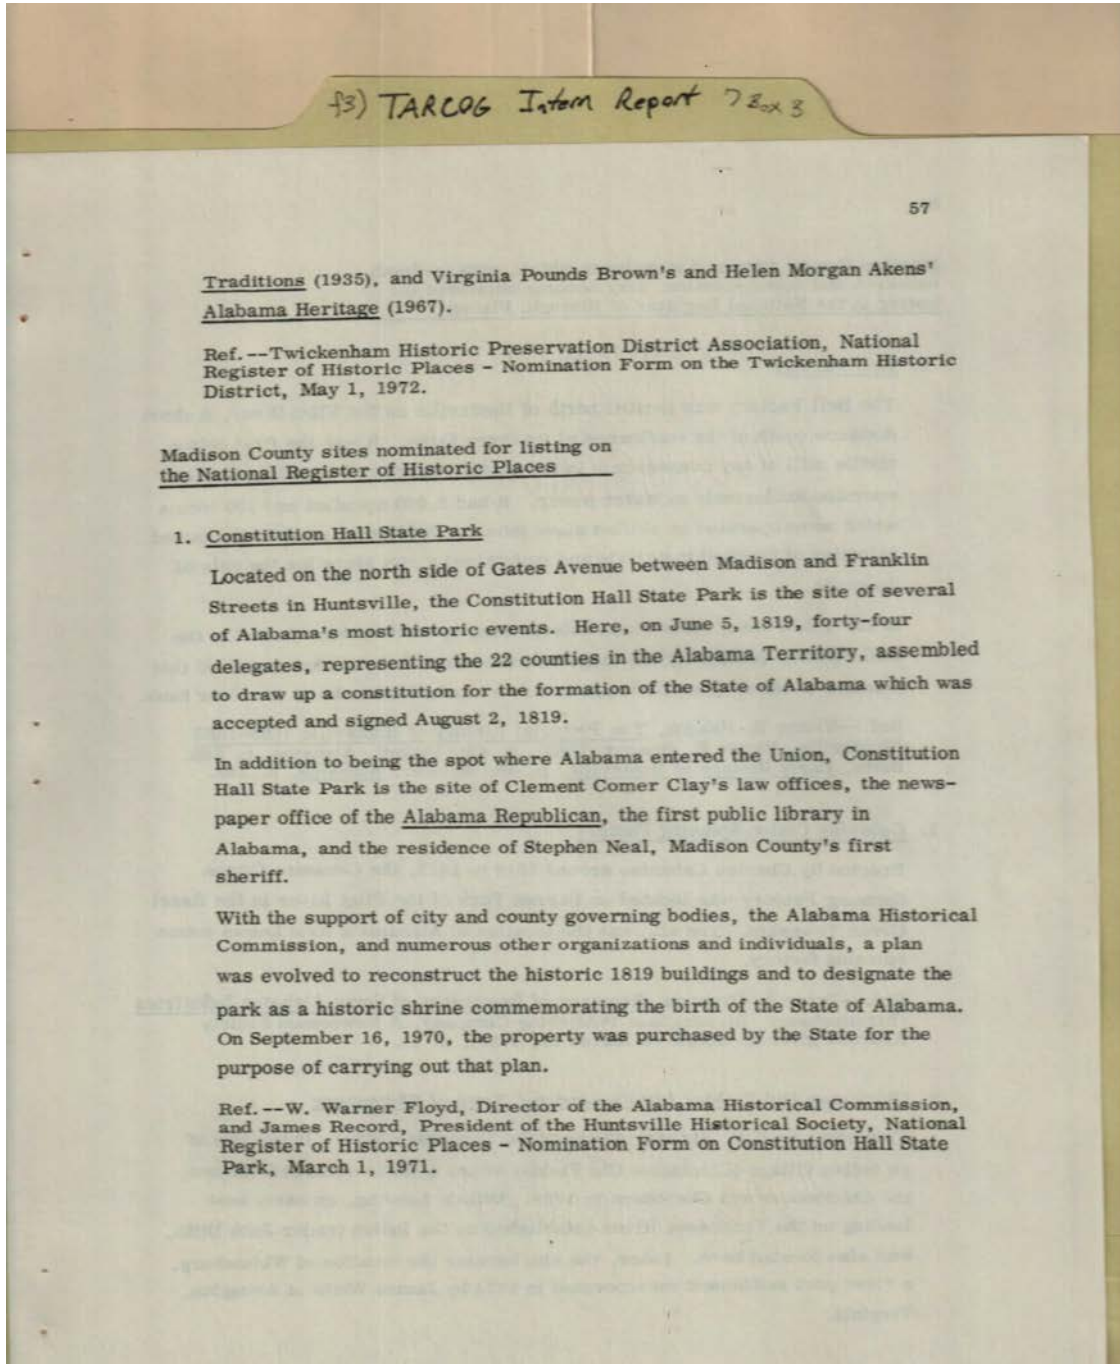 f3) TARCOG Intern Report > Box 3
57
Traditions (1935), and Virginia Pounds Brown's and Helen Morgan Akens'
Alabama Heritage (1967).
Ref.--Twickenham Historic Preservation District Association, National
Register of Historic Places - Nomination Form on the Twickenham Historic
District, May 1, 1972.
Madison County sites nominated for listing on
the National Register of Historic Places
1. Constitution Hall State Park
Located on the north side of Gates Avenue between Madison and Franklin
Streets in Huntsville, the Constitution Hall State Park is the site of several
of Alabama's most historic events. Here, on June 5, 1819, forty-four
delegates, representing the 22 counties in the Alabama Territory, assembled
to draw up a constitution for the formation of the State of Alabama which was
accepted and signed August 2, 1819.
In addition to being the spot where Alabama entered the Union, Constitution
Hall State Park is the site of Clement Comer Clay's law offices, the news-
paper office of the Alabama Republican, the first public library in
Alabama, and the residence of Stephen Neal, Madison County's first
sheriff.
With the support of city and county governing bodies, the Alabama Historical
Commission, and numerous other organizations and individuals, a plan
was evolved to reconstruct the historic 1819 buildings and to designate the
park as a historic shrine commemorating the birth of the State of Alabama.
On September 16, 1970, the property was purchased by the State for the
purpose of carrying out that plan.
Ref.--W. Warner Floyd, Director of the Alabama Historical Commission,
and James Record, President of the Huntsville Historical Society, National
Register of Historic Places - Nomination Form on Constitution Hall State
Park, March 1, 1971.